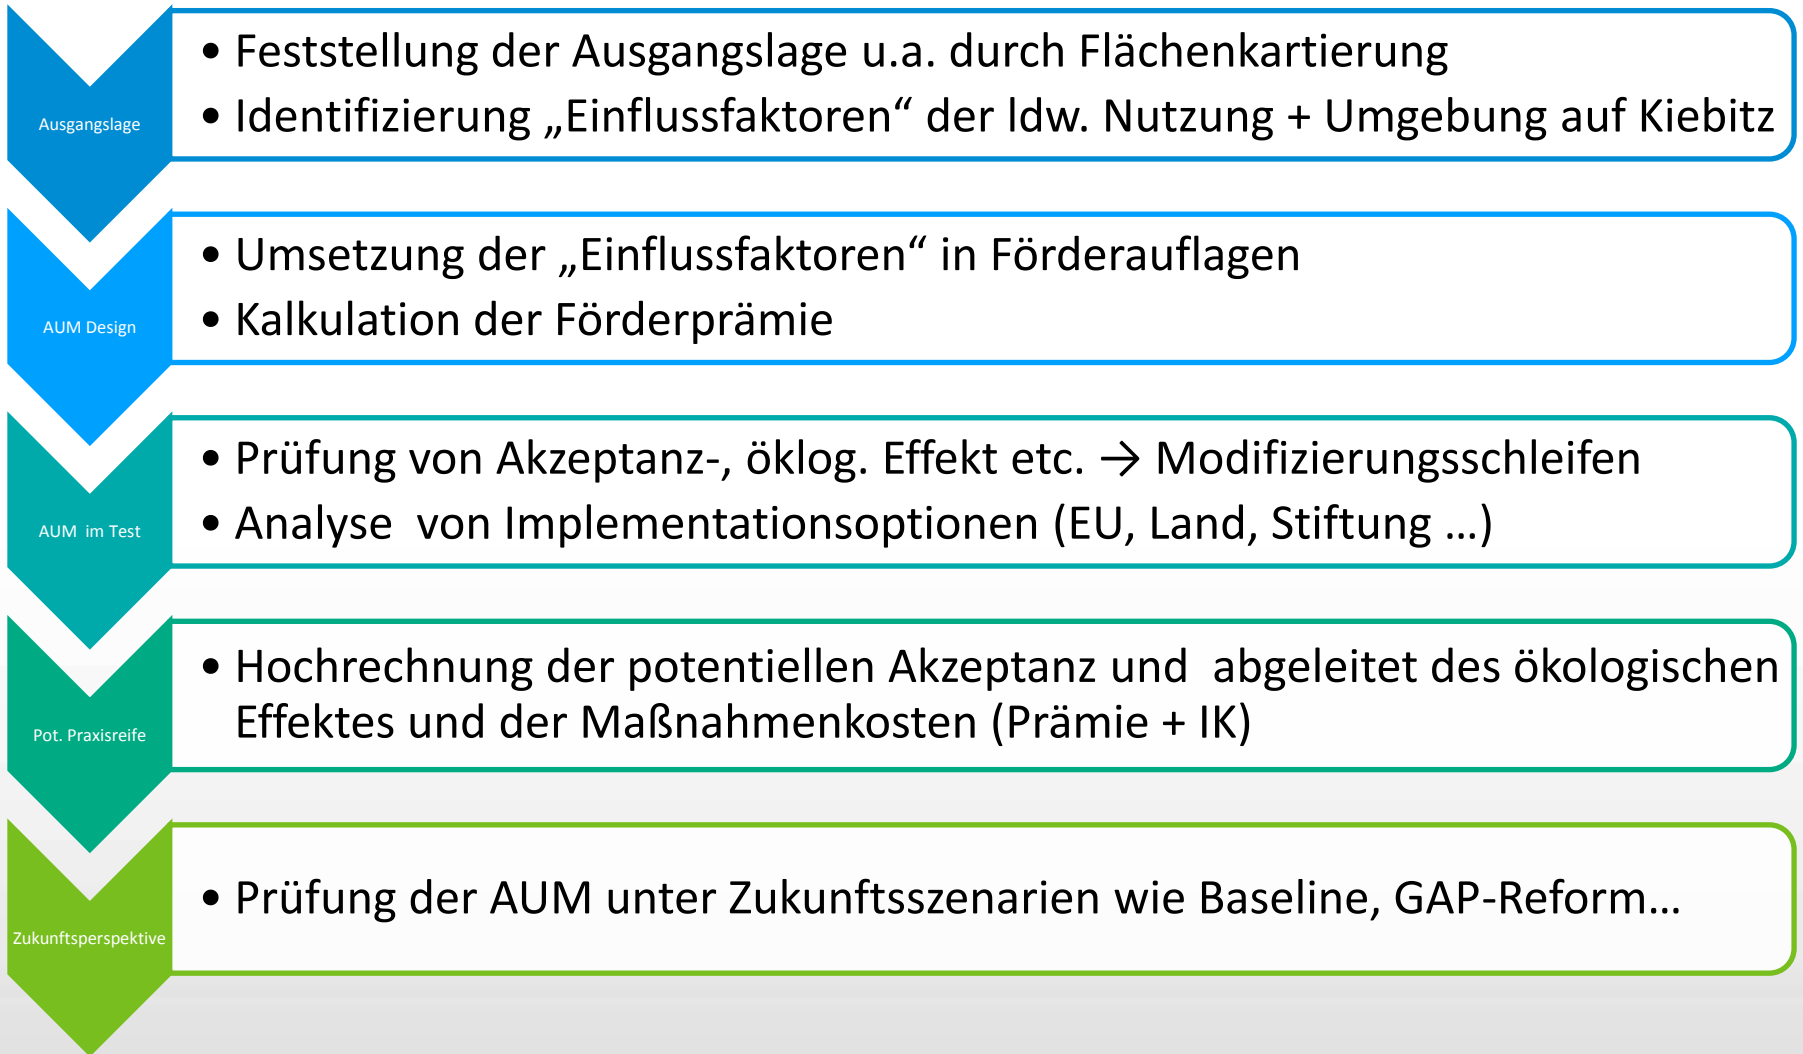 Ausgangslage
• Feststellung der Ausgangslage u.a. durch Flächenkartierung
• Identifizierung „Einflussfaktoren“ der ldw. Nutzung + Umgebung auf Kiebitz
AUM Design
• Umsetzung der „Einflussfaktoren“ in Förderauflagen
• Kalkulation der Förderprämie
AUM im Test
• Prüfung von Akzeptanz-, öklog. Effekt etc. → Modifizierungsschleifen
• Analyse von Implementationsoptionen (EU, Land, Stiftung …)
Pot. Praxisreife
• Hochrechnung der potentiellen Akzeptanz und abgeleitet des ökologischen
Effektes und der Maßnahmenkosten (Prämie + IK)
Zukunftsperspektive
• Prüfung der AUM unter Zukunftsszenarien wie Baseline, GAP-Reform…